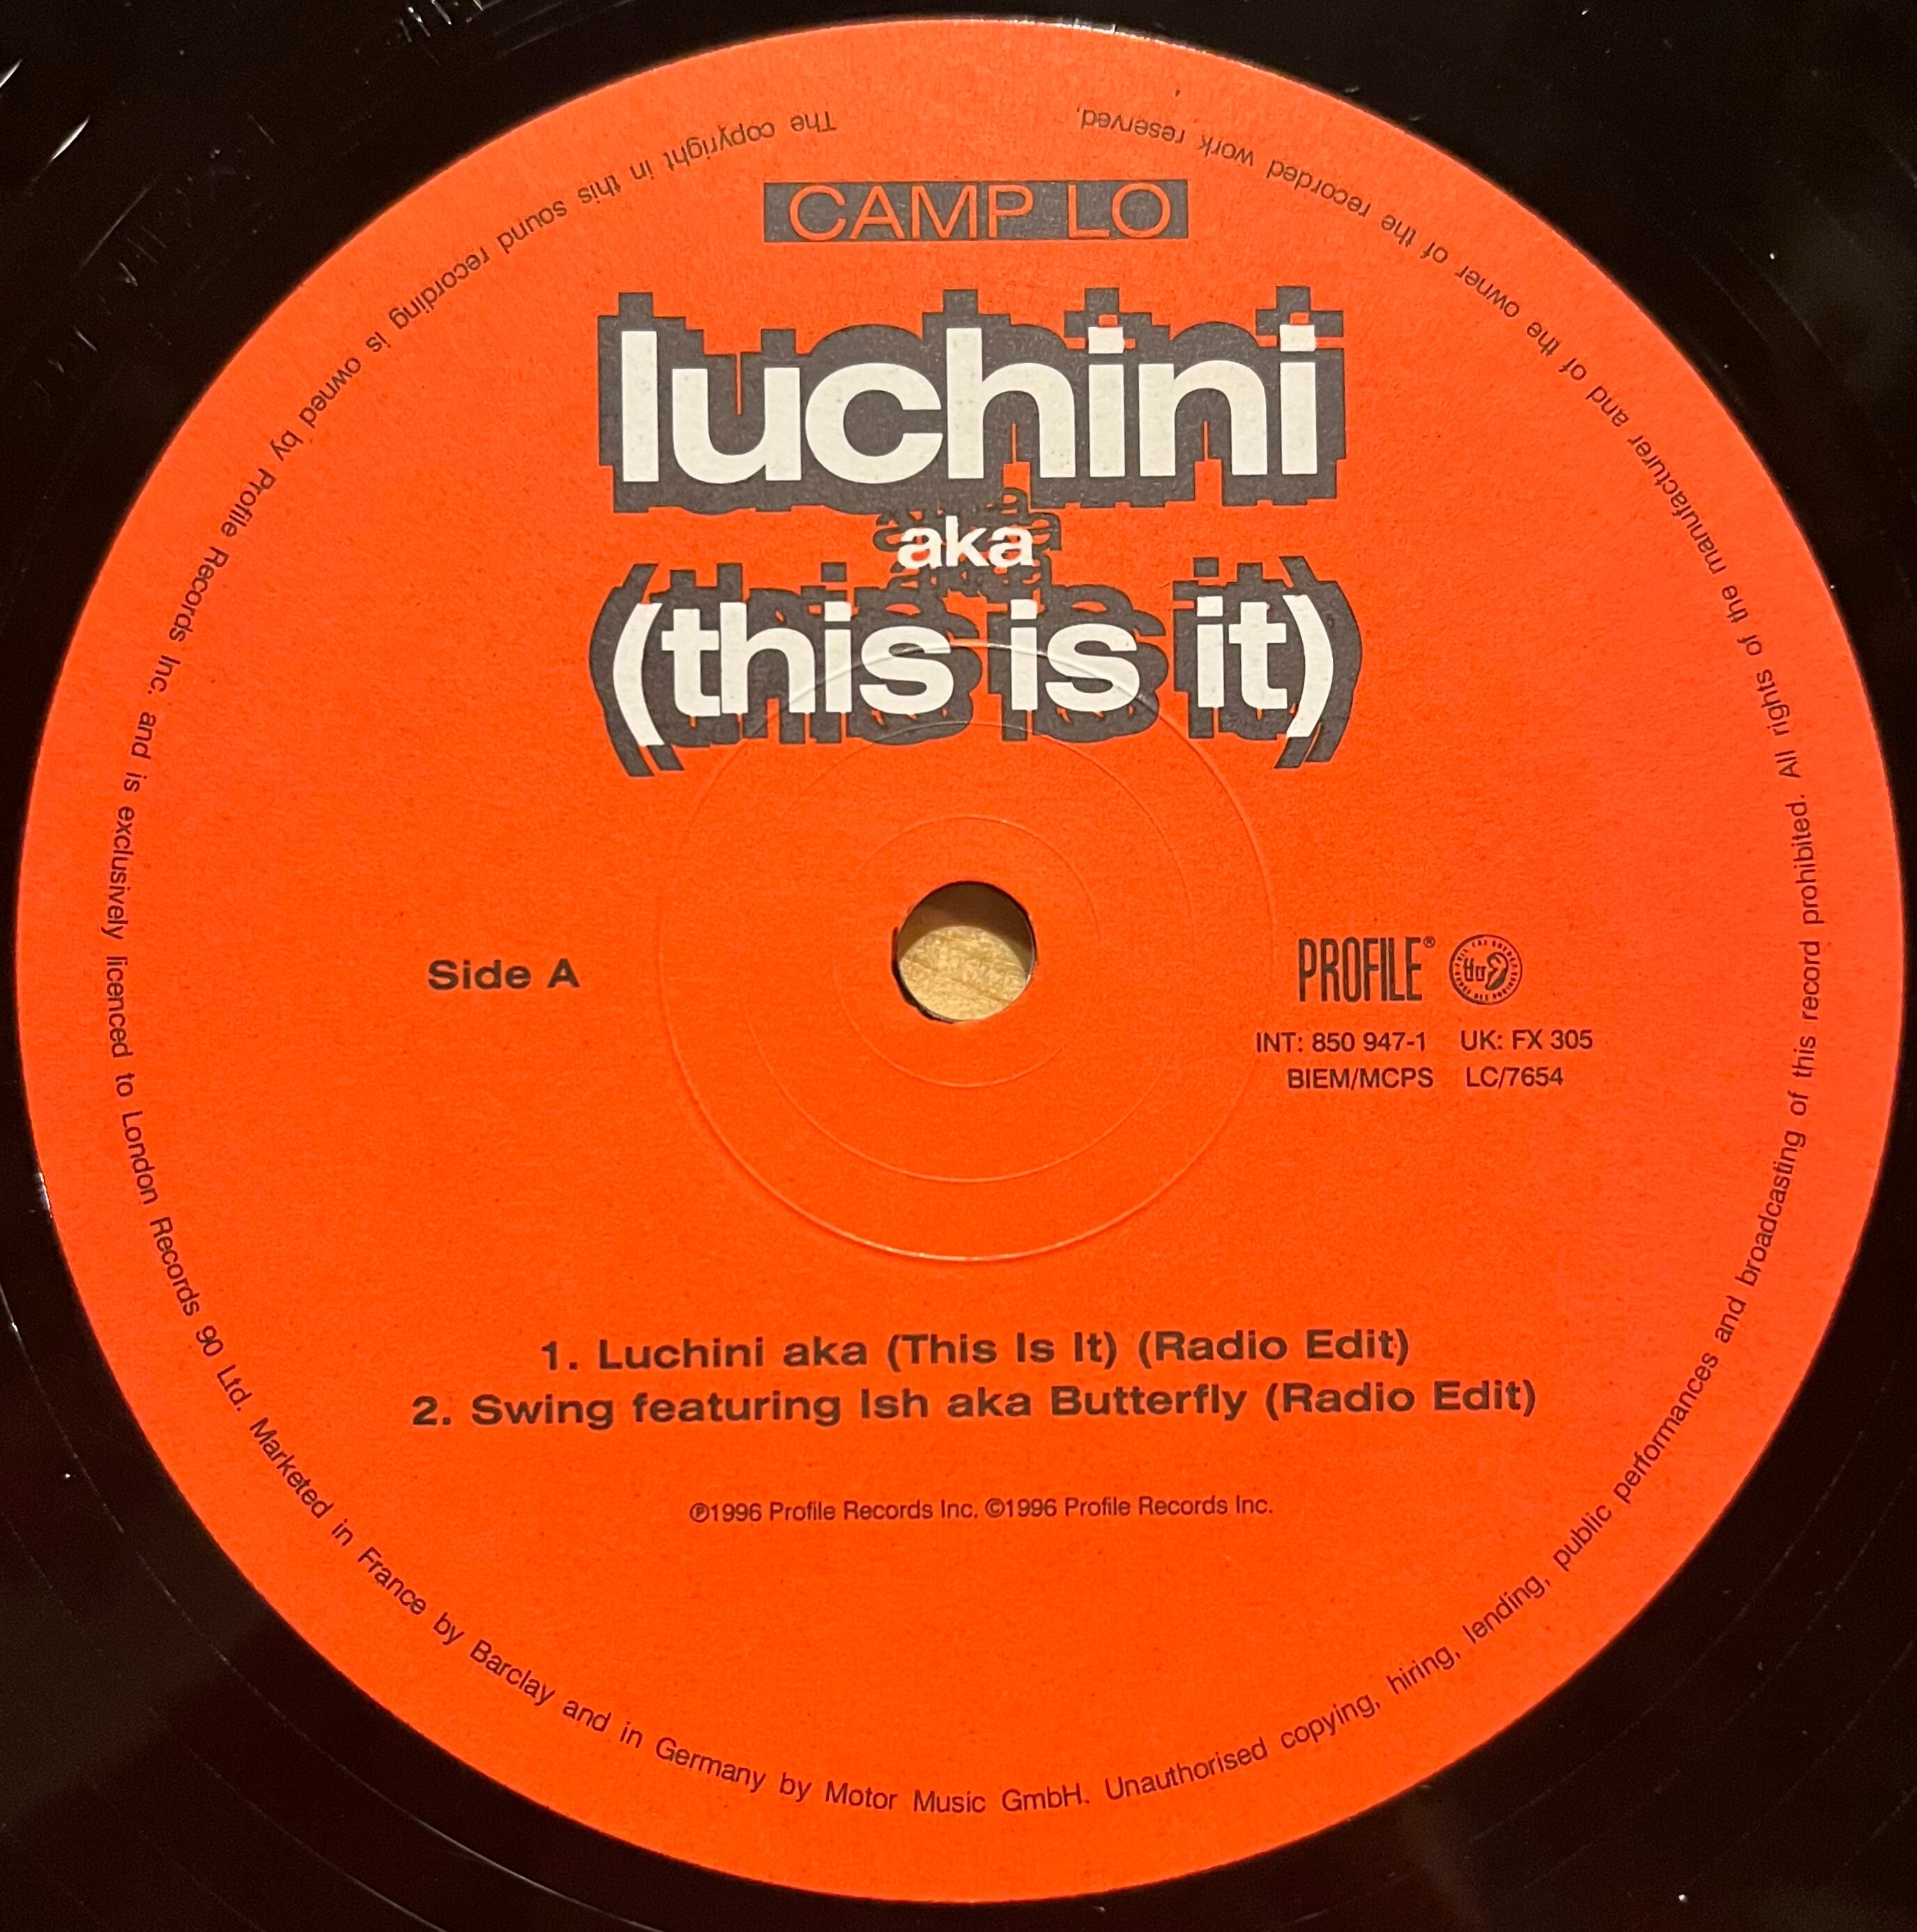 CAMP LO
luchini
aka
(this is it)
Side A
PROFILE®
INT: 850 947-1 UK: FX 305
BIEM/MCPS LC/7654
1. Luchini aka (This Is It) (Radio Edit)
2. Swing featuring Ish aka Butterfly (Radio Edit)
℗1996 Profile Records Inc. ©1996 Profile Records Inc.
The copyright in this sound recording is owned by Profile Records Inc. and is exclusively licenced to London Records 90 Ltd. Marketed in France by Barclay and in Germany by Motor Music GmbH. Unauthorised copying, hiring, lending, public performances and broadcasting of this record prohibited. All rights of the manufacturer and of the owner of the recorded work reserved.